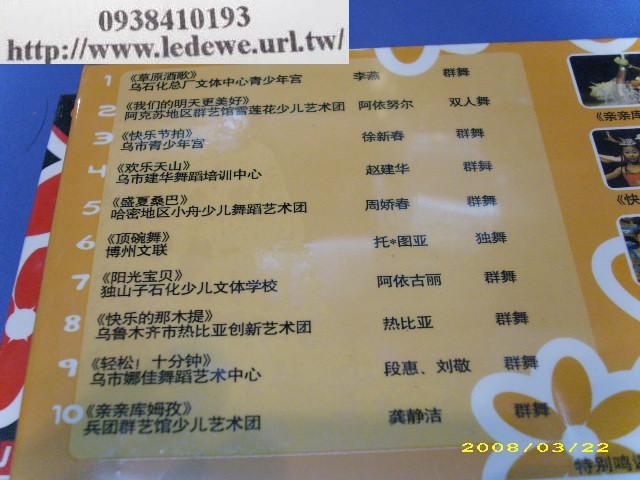 0938410193
http://www.ledewe.url.tw/
1 《草原酒歌》
乌石化总厂文体中心青少年宫 李燕 群舞
2 《我们的明天更美好》
阿克苏地区群艺馆雪莲花少儿艺术团 阿依努尔 双人舞
3 《快乐节拍》
乌市青少年宫 徐新春 群舞
4 《欢乐天山》
乌市建华舞蹈培训中心 赵建华 群舞
5 《盛夏桑巴》
哈密地区小舟少儿舞蹈艺术团 周娇春 群舞
6 《顶碗舞》
博州文联 托*图亚 独舞
7 《阳光宝贝》
独山子石化少儿文体学校 阿依古丽 群舞
8 《快乐的那木提》
乌鲁木齐市热比亚创新艺术团 热比亚 群舞
9 《轻松！十分钟》
乌市娜佳舞蹈艺术中心 段惠、刘敬 群舞
10 《亲亲库姆孜》
兵团群艺馆少儿艺术团 龚静洁 群舞
《亲亲库
《快
2008/03/22
特别鸣